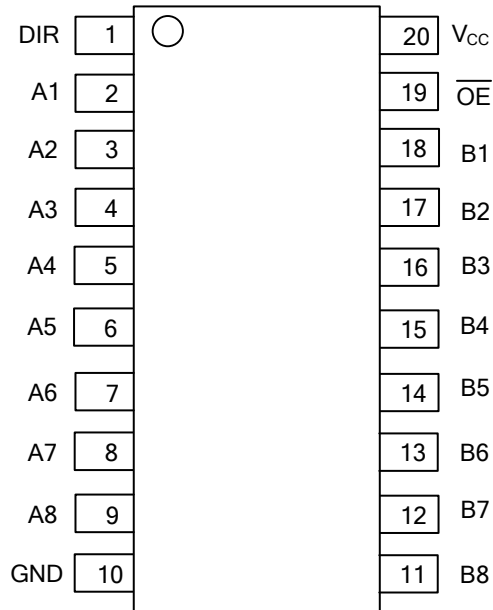 DIR 1 20 VCC
A1 2 19 OE
A2 3 18 B1
A3 4 17 B2
A4 5 16 B3
A5 6 15 B4
A6 7 14 B5
A7 8 13 B6
A8 9 12 B7
GND 10 11 B8